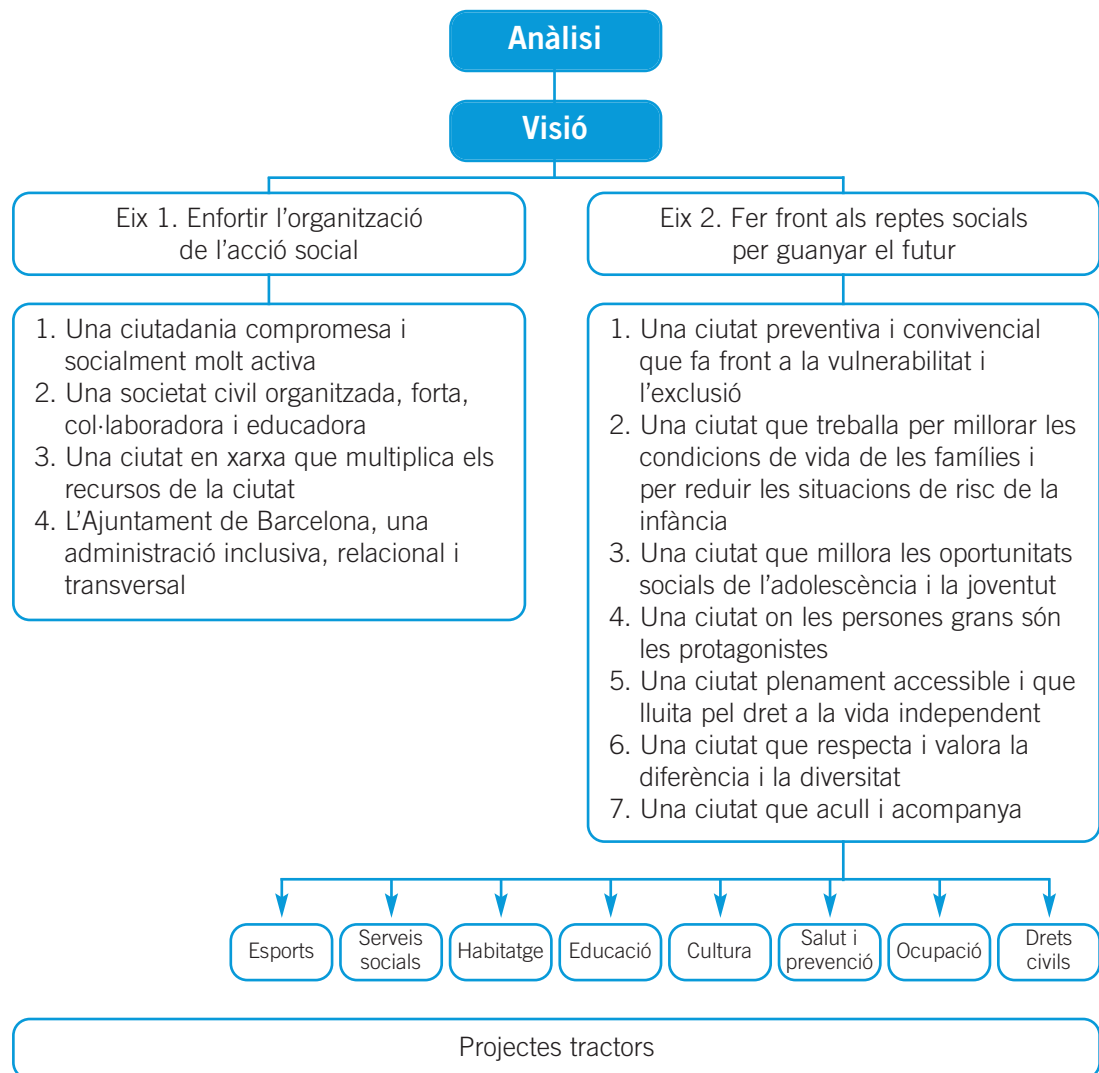 Anàlisi
Visió
Eix 1. Enfortir l'organització
de l'acció social
1. Una ciutadania compromesa i
socialment molt activa
2. Una societat civil organitzada, forta,
col·laboradora i educadora
3. Una ciutat en xarxa que multiplica els
recursos de la ciutat
4. L'Ajuntament de Barcelona, una
administració inclusiva, relacional i
transversal
Eix 2. Fer front als reptes socials
per guanyar el futur
1. Una ciutat preventiva i convivencial
que fa front a la vulnerabilitat i
l'exclusió
2. Una ciutat que treballa per millorar les
condicions de vida de les famílies i
per reduir les situacions de risc de la
infància
3. Una ciutat que millora les oportunitats
socials de l'adolescència i la joventut
4. Una ciutat on les persones grans són
les protagonistes
5. Una ciutat plenament accessible i que
lluita pel dret a la vida independent
6. Una ciutat que respecta i valora la
diferència i la diversitat
7. Una ciutat que acull i acompanya
Esports
Serveis
socials
Habitatge
Educació
Cultura
Salut i
prevenció
Ocupació
Drets
civils
Projectes tractors